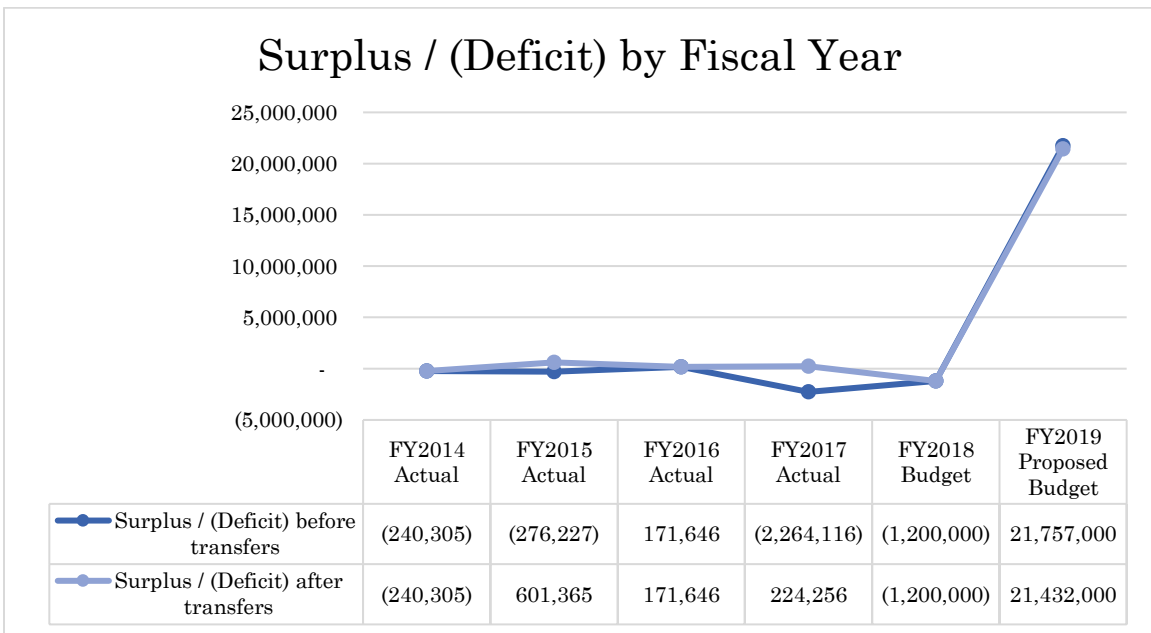 Surplus / (Deficit) by Fiscal Year
25,000,000
20,000,000
15,000,000
10,000,000
5,000,000
-
(5,000,000)
FY2014 Actual
FY2015 Actual
FY2016 Actual
FY2017 Actual
FY2018 Budget
FY2019 Proposed Budget
Surplus / (Deficit) before transfers (240,305) (276,227) 171,646 (2,264,116) (1,200,000) 21,757,000
Surplus / (Deficit) after transfers (240,305) 601,365 171,646 224,256 (1,200,000) 21,432,000